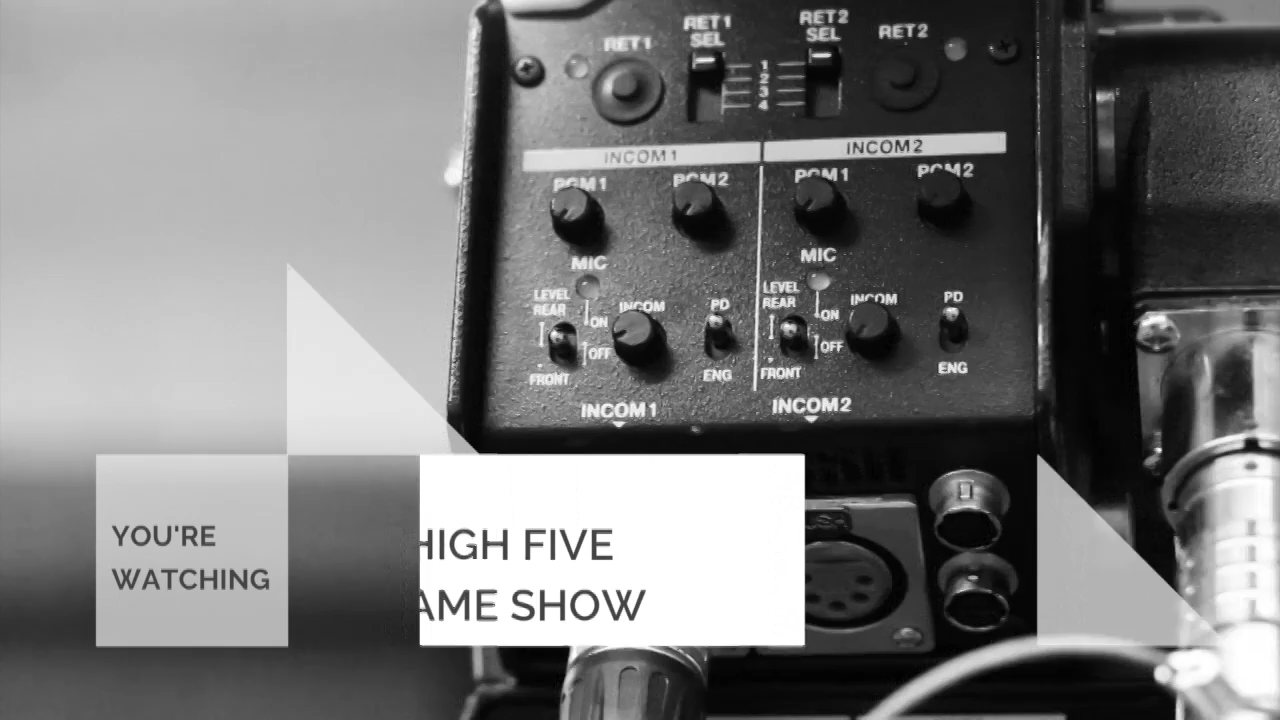 RET1 SEL RET2 SEL
RET1 RET2
1
2
3
4
INCOM1 INCOM2
PGM1 PGM2 PGM1 PGM2
MIC MIC
LEVEL LEVEL
REAR INCOM PD REAR INCOM PD
ON ON
OFF OFF
FRONT ENG FRONT ENG
INCOM1 INCOM2
YOU'RE
WATCHING
HIGH FIVE
AME SHOW